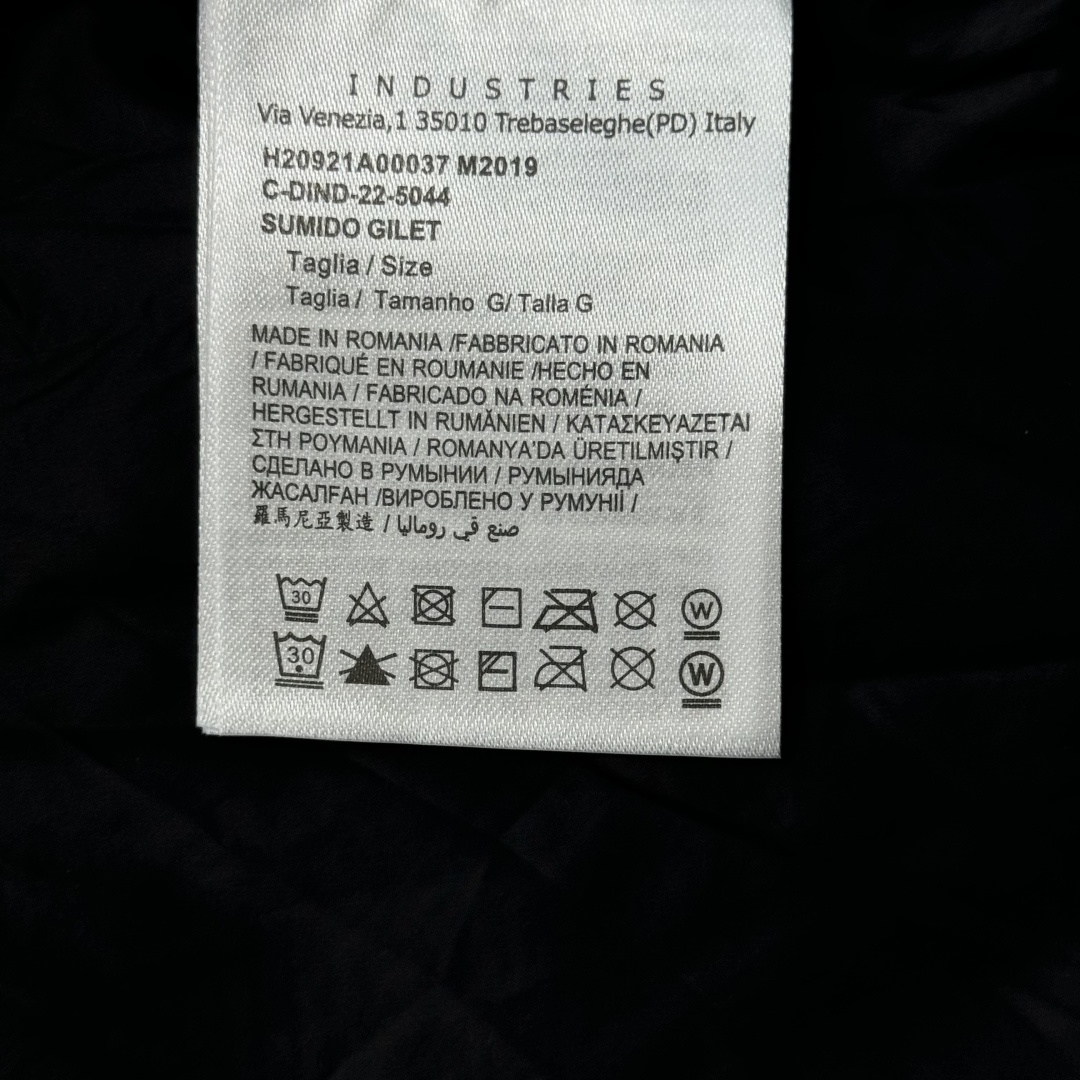 INDUSTRIES
Via Venezia,1 35010 Trebaseleghe(PD) Italy
H20921A00037 M2019
C-DIND-22-5044
SUMIDO GILET
Taglia / Size
Taglia / Tamanho G/ Talla G
MADE IN ROMANIA /FABBRICATO IN ROMANIA
/ FABRIQUÉ EN ROUMANIE /HECHO EN
RUMANIA / FABRICADO NA ROMÉNIA /
HERGESTELLT IN RUMÄNIEN / ΚΑΤΑΣΚΕΥΑΖΕΤΑΙ
ΣΤΗ ΡΟΥΜΑΝΙΑ / ROMANYA'DA ÜRETILMIŞTIR /
СДЕЛАНО В РУМЫНИИ / РУМЫНИЯДА
ЖАСАЛҒАН /ВИРОБЛЕНО У РУМУНІЇ /
羅馬尼亞製造 / صنع في رومانيا
30
W
30
W